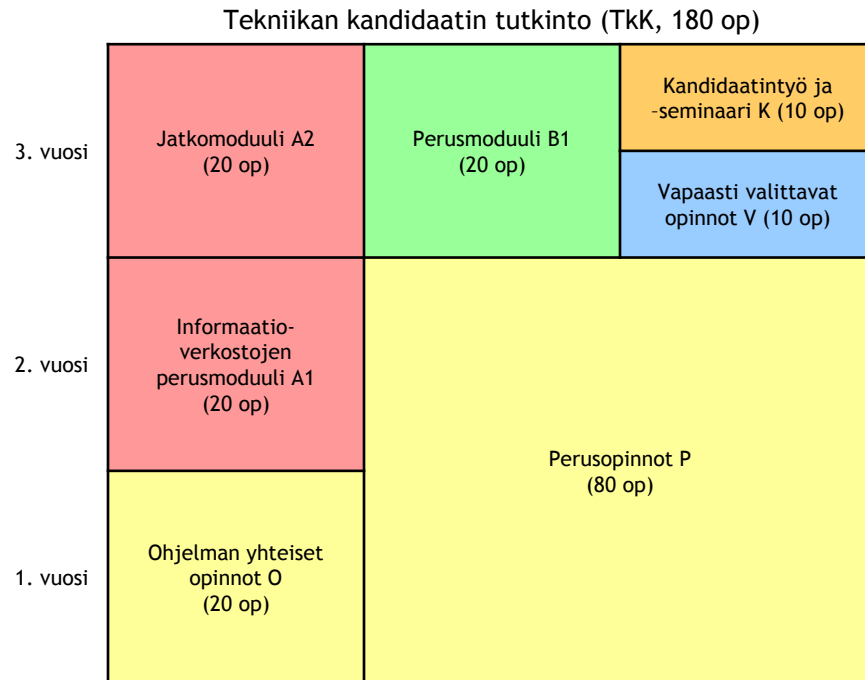 Tekniikan kandidaatin tutkinto (TkK, 180 op)
3. vuosi
Jatkomoduuli A2
(20 op)
Perusmoduuli B1
(20 op)
Kandidaatintyö ja
–seminaari K (10 op)
Vapaasti valittavat
opinnot V (10 op)
2. vuosi
Informaatio-
verkostojen
perusmoduuli A1
(20 op)
Perusopinnot P
(80 op)
1. vuosi
Ohjelman yhteiset
opinnot O
(20 op)